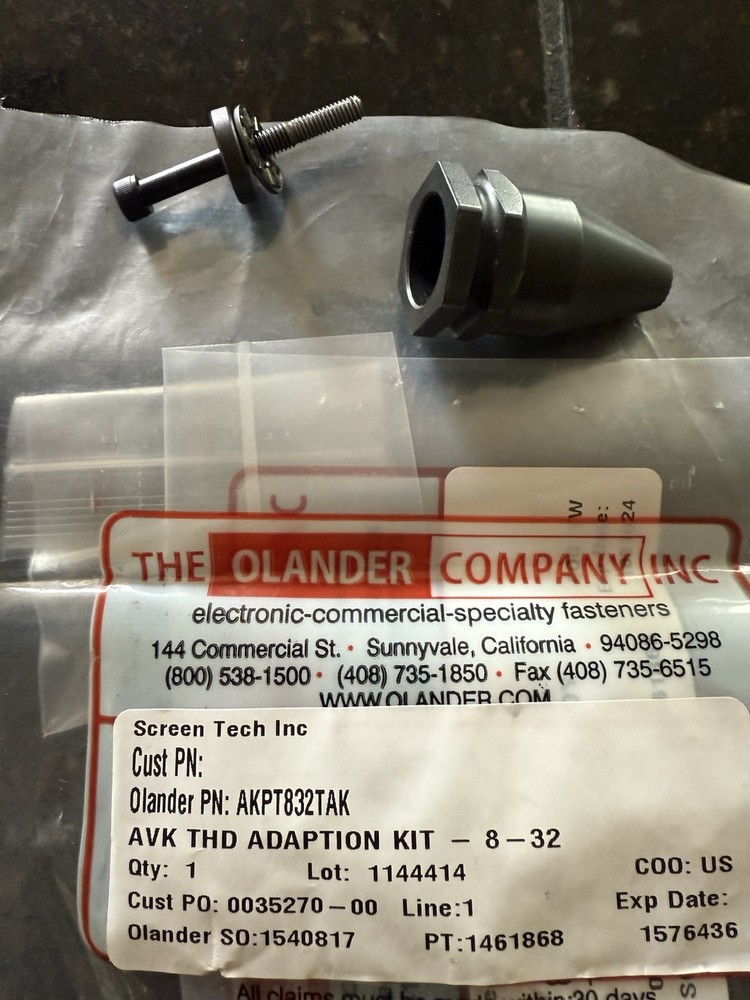 THE OLANDER COMPANY INC
electronic-commercial-specialty fasteners
144 Commercial St. • Sunnyvale, California • 94086-5298
(800) 538-1500 • (408) 735-1850 • Fax (408) 735-6515
WWW.OLANDER.COM
Screen Tech Inc
Cust PN:
Olander PN: AKPT832TAK
AVK THD ADAPTION KIT - 8-32
Qty: 1 Lot: 1144414 COO: US
Cust PO: 0035270-00 Line:1 Exp Date:
Olander SO:1540817 PT:1461868 1576436
All claims must be within 30 days